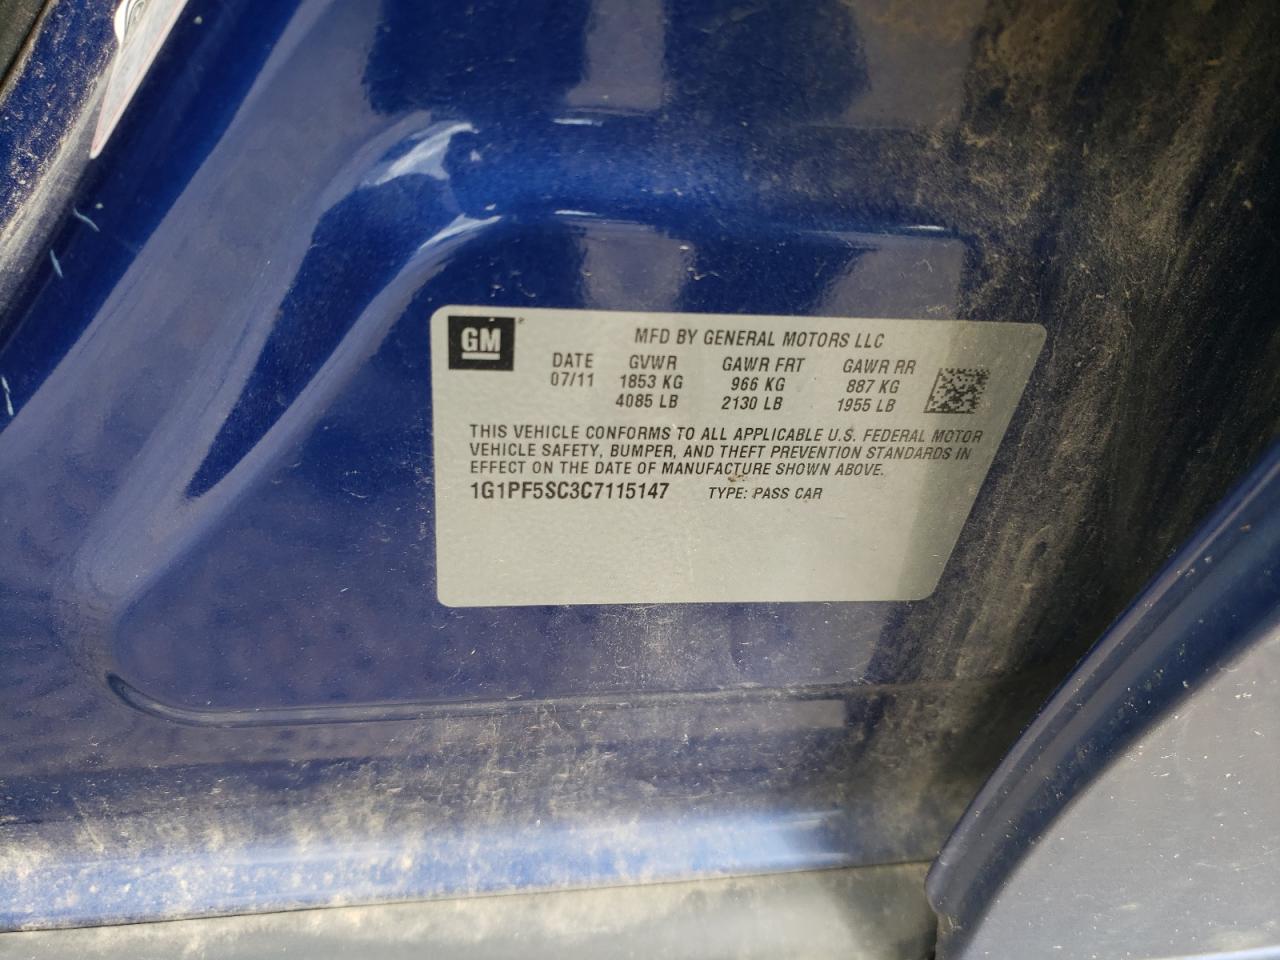 GM
MFD BY GENERAL MOTORS LLC
DATE GVWR GAWR FRT GAWR RR
07/11 1853 KG 966 KG 887 KG
4085 LB 2130 LB 1955 LB
THIS VEHICLE CONFORMS TO ALL APPLICABLE U.S. FEDERAL MOTOR
VEHICLE SAFETY, BUMPER, AND THEFT PREVENTION STANDARDS IN
EFFECT ON THE DATE OF MANUFACTURE SHOWN ABOVE.
1G1PF5SC3C7115147 TYPE: PASS CAR